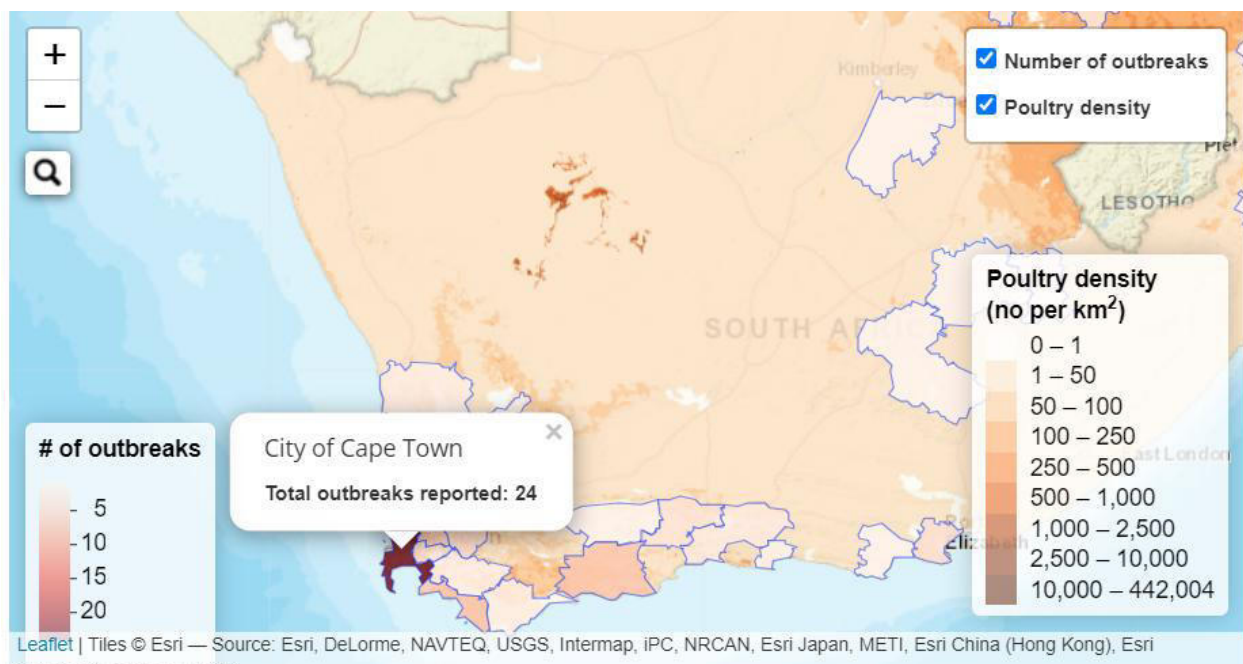 +
−
Kimberley
Number of outbreaks
Poultry density
LESOTHO
SOUTH
Poultry density
(no per km²)
0 – 1
1 – 50
50 – 100
100 – 250
250 – 500
500 – 1,000
1,000 – 2,500
2,500 – 10,000
10,000 – 442,004
East London
Elizabeth
# of outbreaks
5
10
15
20
City of Cape Town
×
Total outbreaks reported: 24
Leaflet | Tiles © Esri — Source: Esri, DeLorme, NAVTEQ, USGS, Intermap, iPC, NRCAN, Esri Japan, METI, Esri China (Hong Kong), Esri